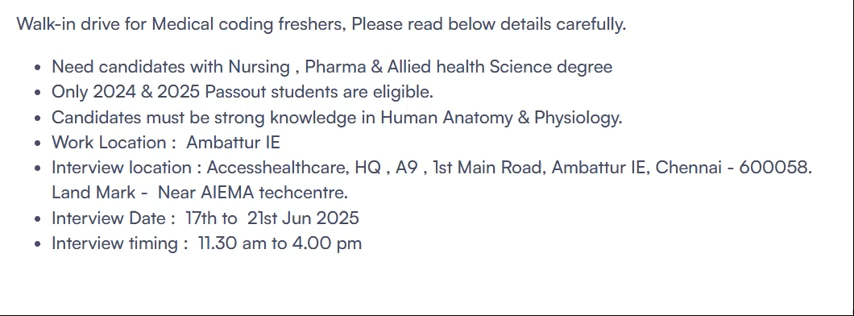 Walk-in drive for Medical coding freshers, Please read below details carefully.
• Need candidates with Nursing , Pharma & Allied health Science degree
• Only 2024 & 2025 Passout students are eligible.
• Candidates must be strong knowledge in Human Anatomy & Physiology.
• Work Location : Ambattur IE
• Interview location : Accesshealthcare, HQ , A9 , 1st Main Road, Ambattur IE, Chennai - 600058.
Land Mark - Near AIEMA techcentre.
• Interview Date : 17th to 21st Jun 2025
• Interview timing : 11.30 am to 4.00 pm